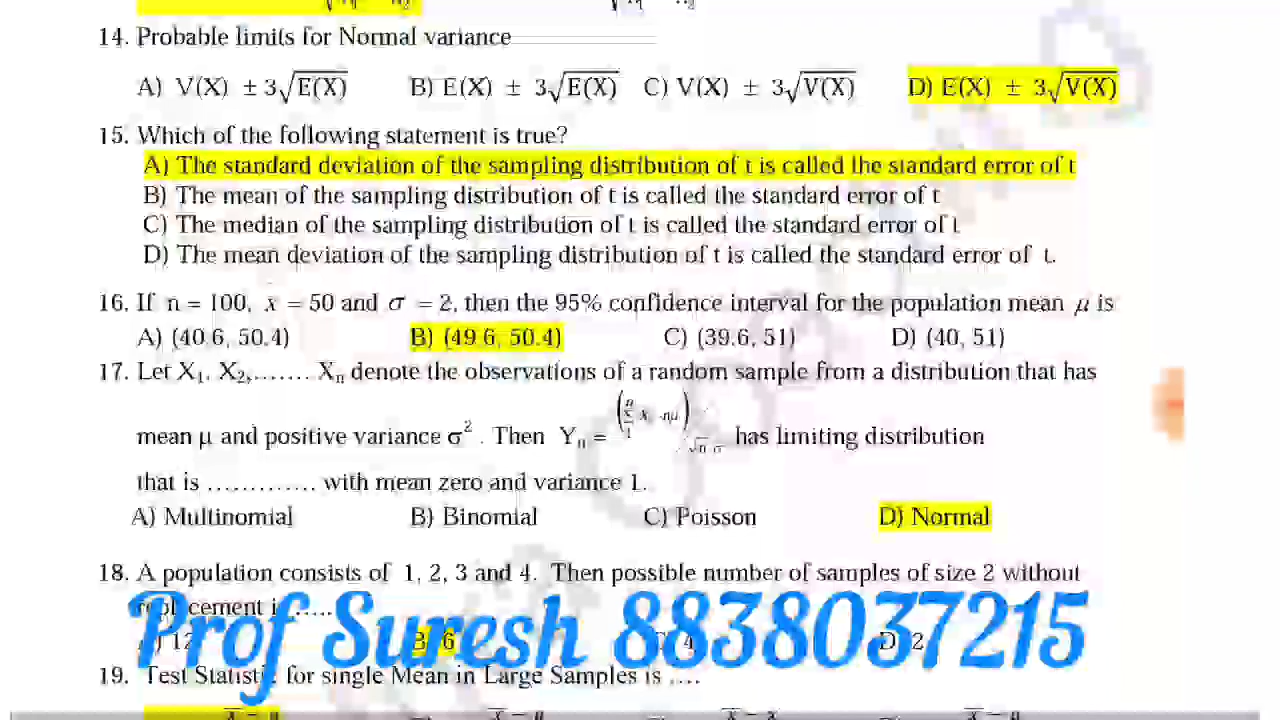 14. Probable limits for Normal variance
A) V(X) ± 3√E(X) B) E(X) ± 3√E(X) C) V(X) ± 3√V(X) D) E(X) ± 3√V(X)
15. Which of the following statement is true?
A) The standard deviation of the sampling distribution of t is called the standard error of t
B) The mean of the sampling distribution of t is called the standard error of t
C) The median of the sampling distribution of t is called the standard error of t
D) The mean deviation of the sampling distribution of t is called the standard error of t.
16. If n = 100, x = 50 and σ = 2, then the 95% confidence interval for the population mean μ is
A) (40.6, 50.4) B) (49.6, 50.4) C) (39.6, 51) D) (40, 51)
17. Let X₁, X₂,....... Xₙ denote the observations of a random sample from a distribution that has
mean μ and positive variance σ² . Then Yₙ = has limiting distribution
that is ............. with mean zero and variance 1.
A) Multinomial B) Binomial C) Poisson D) Normal
18. A population consists of 1, 2, 3 and 4. Then possible number of samples of size 2 without
Prof Suresh 8838037215
19. Test Statistic for single Mean in Large Samples is ....